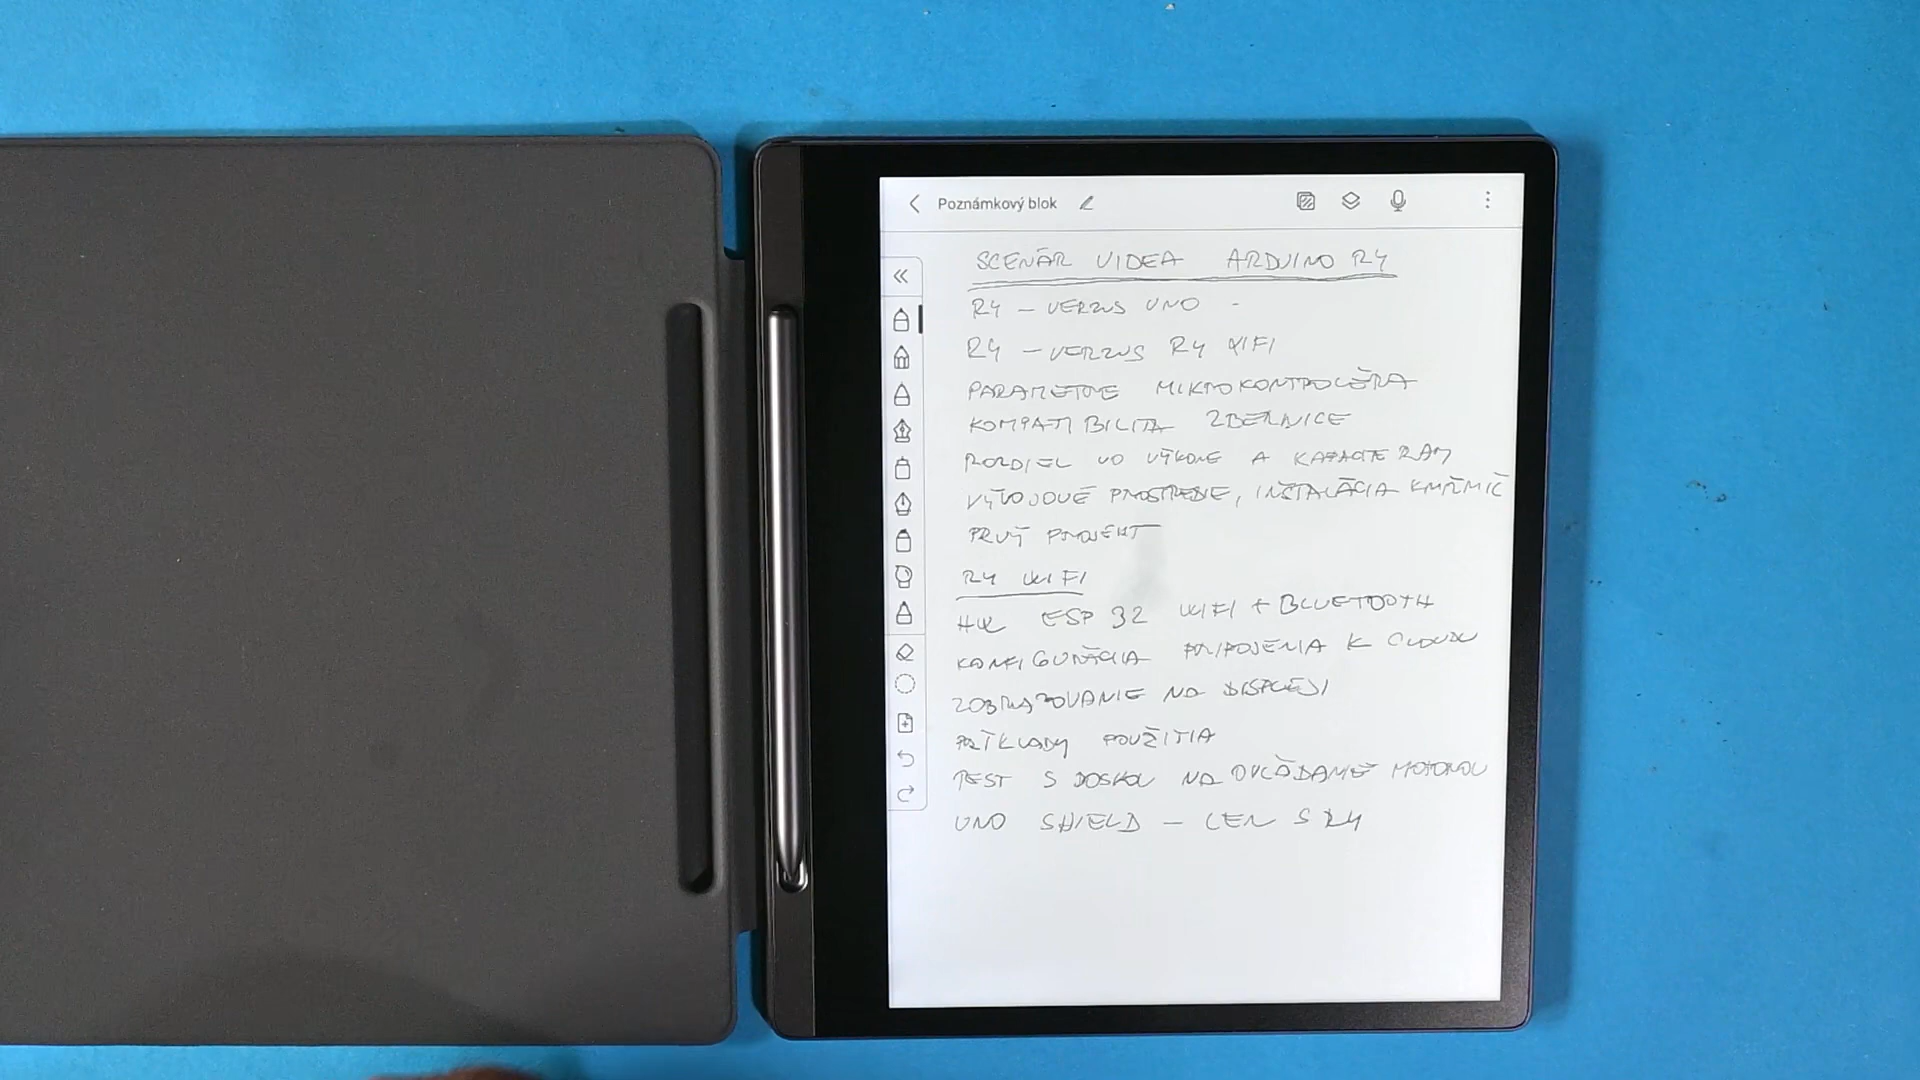 Poznámkový blok
SCENÁR VIDEA ARDUINO R4
R4 – VERZUS UNO -
R4 – VERZUS R4 WIFI
PARAMETRE MIKROKONTROLÉRA
KOMPATIBILITA ZBERNICE
ROZDIEL VO VÝKONE A KAPACITE RAM
VÝVOJOVÉ PROSTREDIE, INŠTALÁCIA
PRVÝ PROJEKT
R4 WIFI
HW ESP 32 WIFI + BLUETOOTH
KONFIGURÁCIA PRIPOJENIA K CLOUDU
ZOBRAZOVANIE NA DISPLEJI
PRÍKLADY POUŽITIA
TEST S DOSKOU NA OVLÁDANIE MOTOROV
UNO SHIELD – LEN S R4